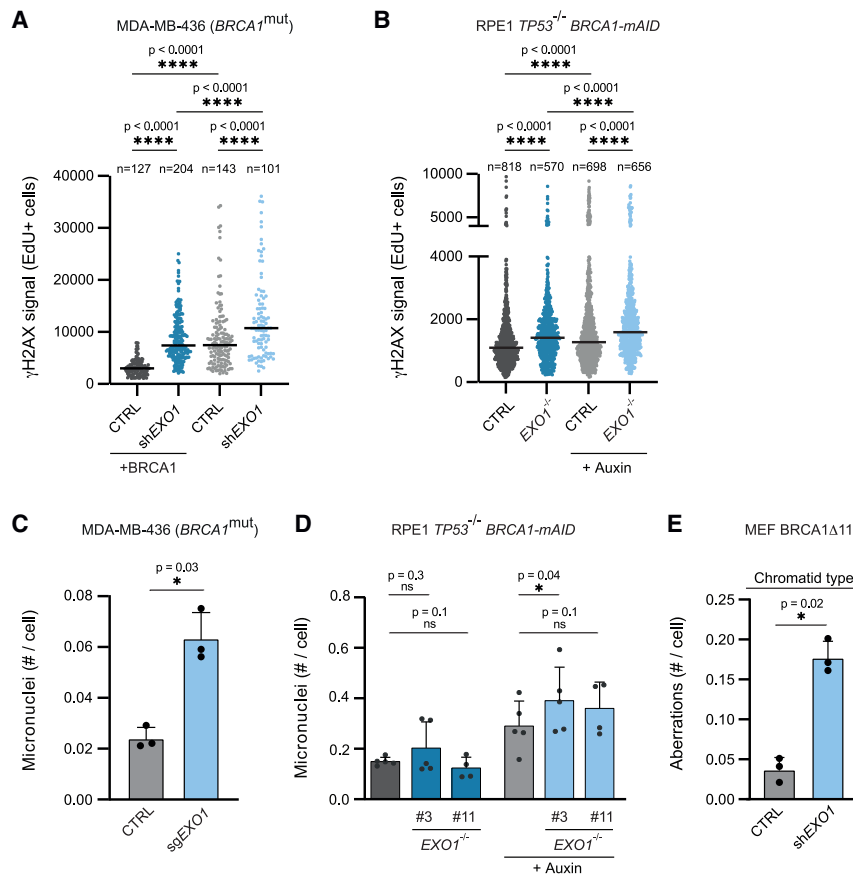 A
MDA-MB-436 (BRCA1mut)
p < 0.0001
****
p < 0.0001
****
p < 0.0001 p < 0.0001
**** ****
n=127 n=204 n=143 n=101
γH2AX signal (EdU+ cells)
40000
30000
20000
10000
0
CTRL shEXO1 CTRL shEXO1
+BRCA1
B
RPE1 TP53-/- BRCA1-mAID
p < 0.0001
****
p < 0.0001
****
p < 0.0001 p < 0.0001
**** ****
n=818 n=570 n=698 n=656
γH2AX signal (EdU+ cells)
10000
5000
4000
2000
0
CTRL EXO1-/- CTRL EXO1-/-
+ Auxin
C
MDA-MB-436 (BRCA1mut)
p = 0.03
*
Micronuclei (# / cell)
0.08
0.06
0.04
0.02
0.00
CTRL sgEXO1
D
RPE1 TP53-/- BRCA1-mAID
p = 0.3
ns
p = 0.1
ns
p = 0.04
*
p = 0.1
ns
Micronuclei (# / cell)
0.8
0.6
0.4
0.2
0.0
#3 #11 #3 #11
EXO1-/- EXO1-/-
+ Auxin
E
MEF BRCA1Δ11
Chromatid type
p = 0.02
*
Aberrations (# / cell)
0.25
0.20
0.15
0.10
0.05
0.00
CTRL shEXO1